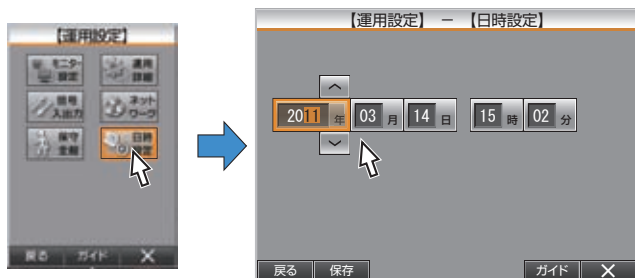 【運用設定】
モニター 設定
運用 詳細
信号 入出力
ネット ワーク
保守 全般
日時 設定
戻る ガイド ×
【運用設定】 － 【日時設定】
2011 年 03 月 14 日 15 時 02 分
戻る 保存 ガイド ×